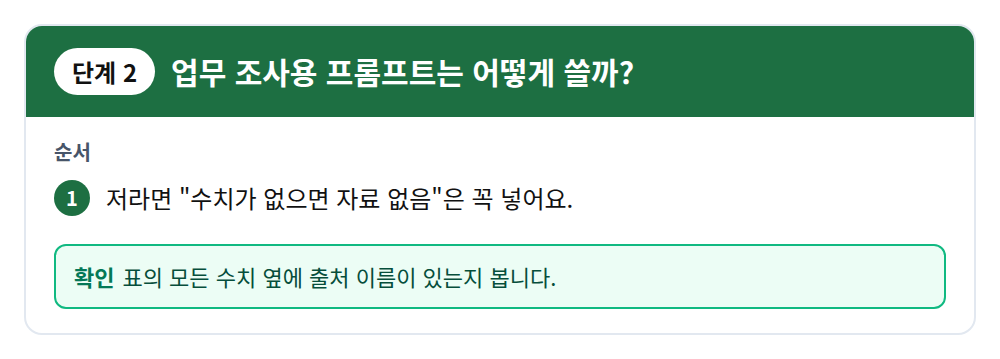 단계 2 업무 조사용 프롬프트는 어떻게 쓸까?
순서
1 저라면 "수치가 없으면 자료 없음"은 꼭 넣어요.
확인 표의 모든 수치 옆에 출처 이름이 있는지 봅니다.